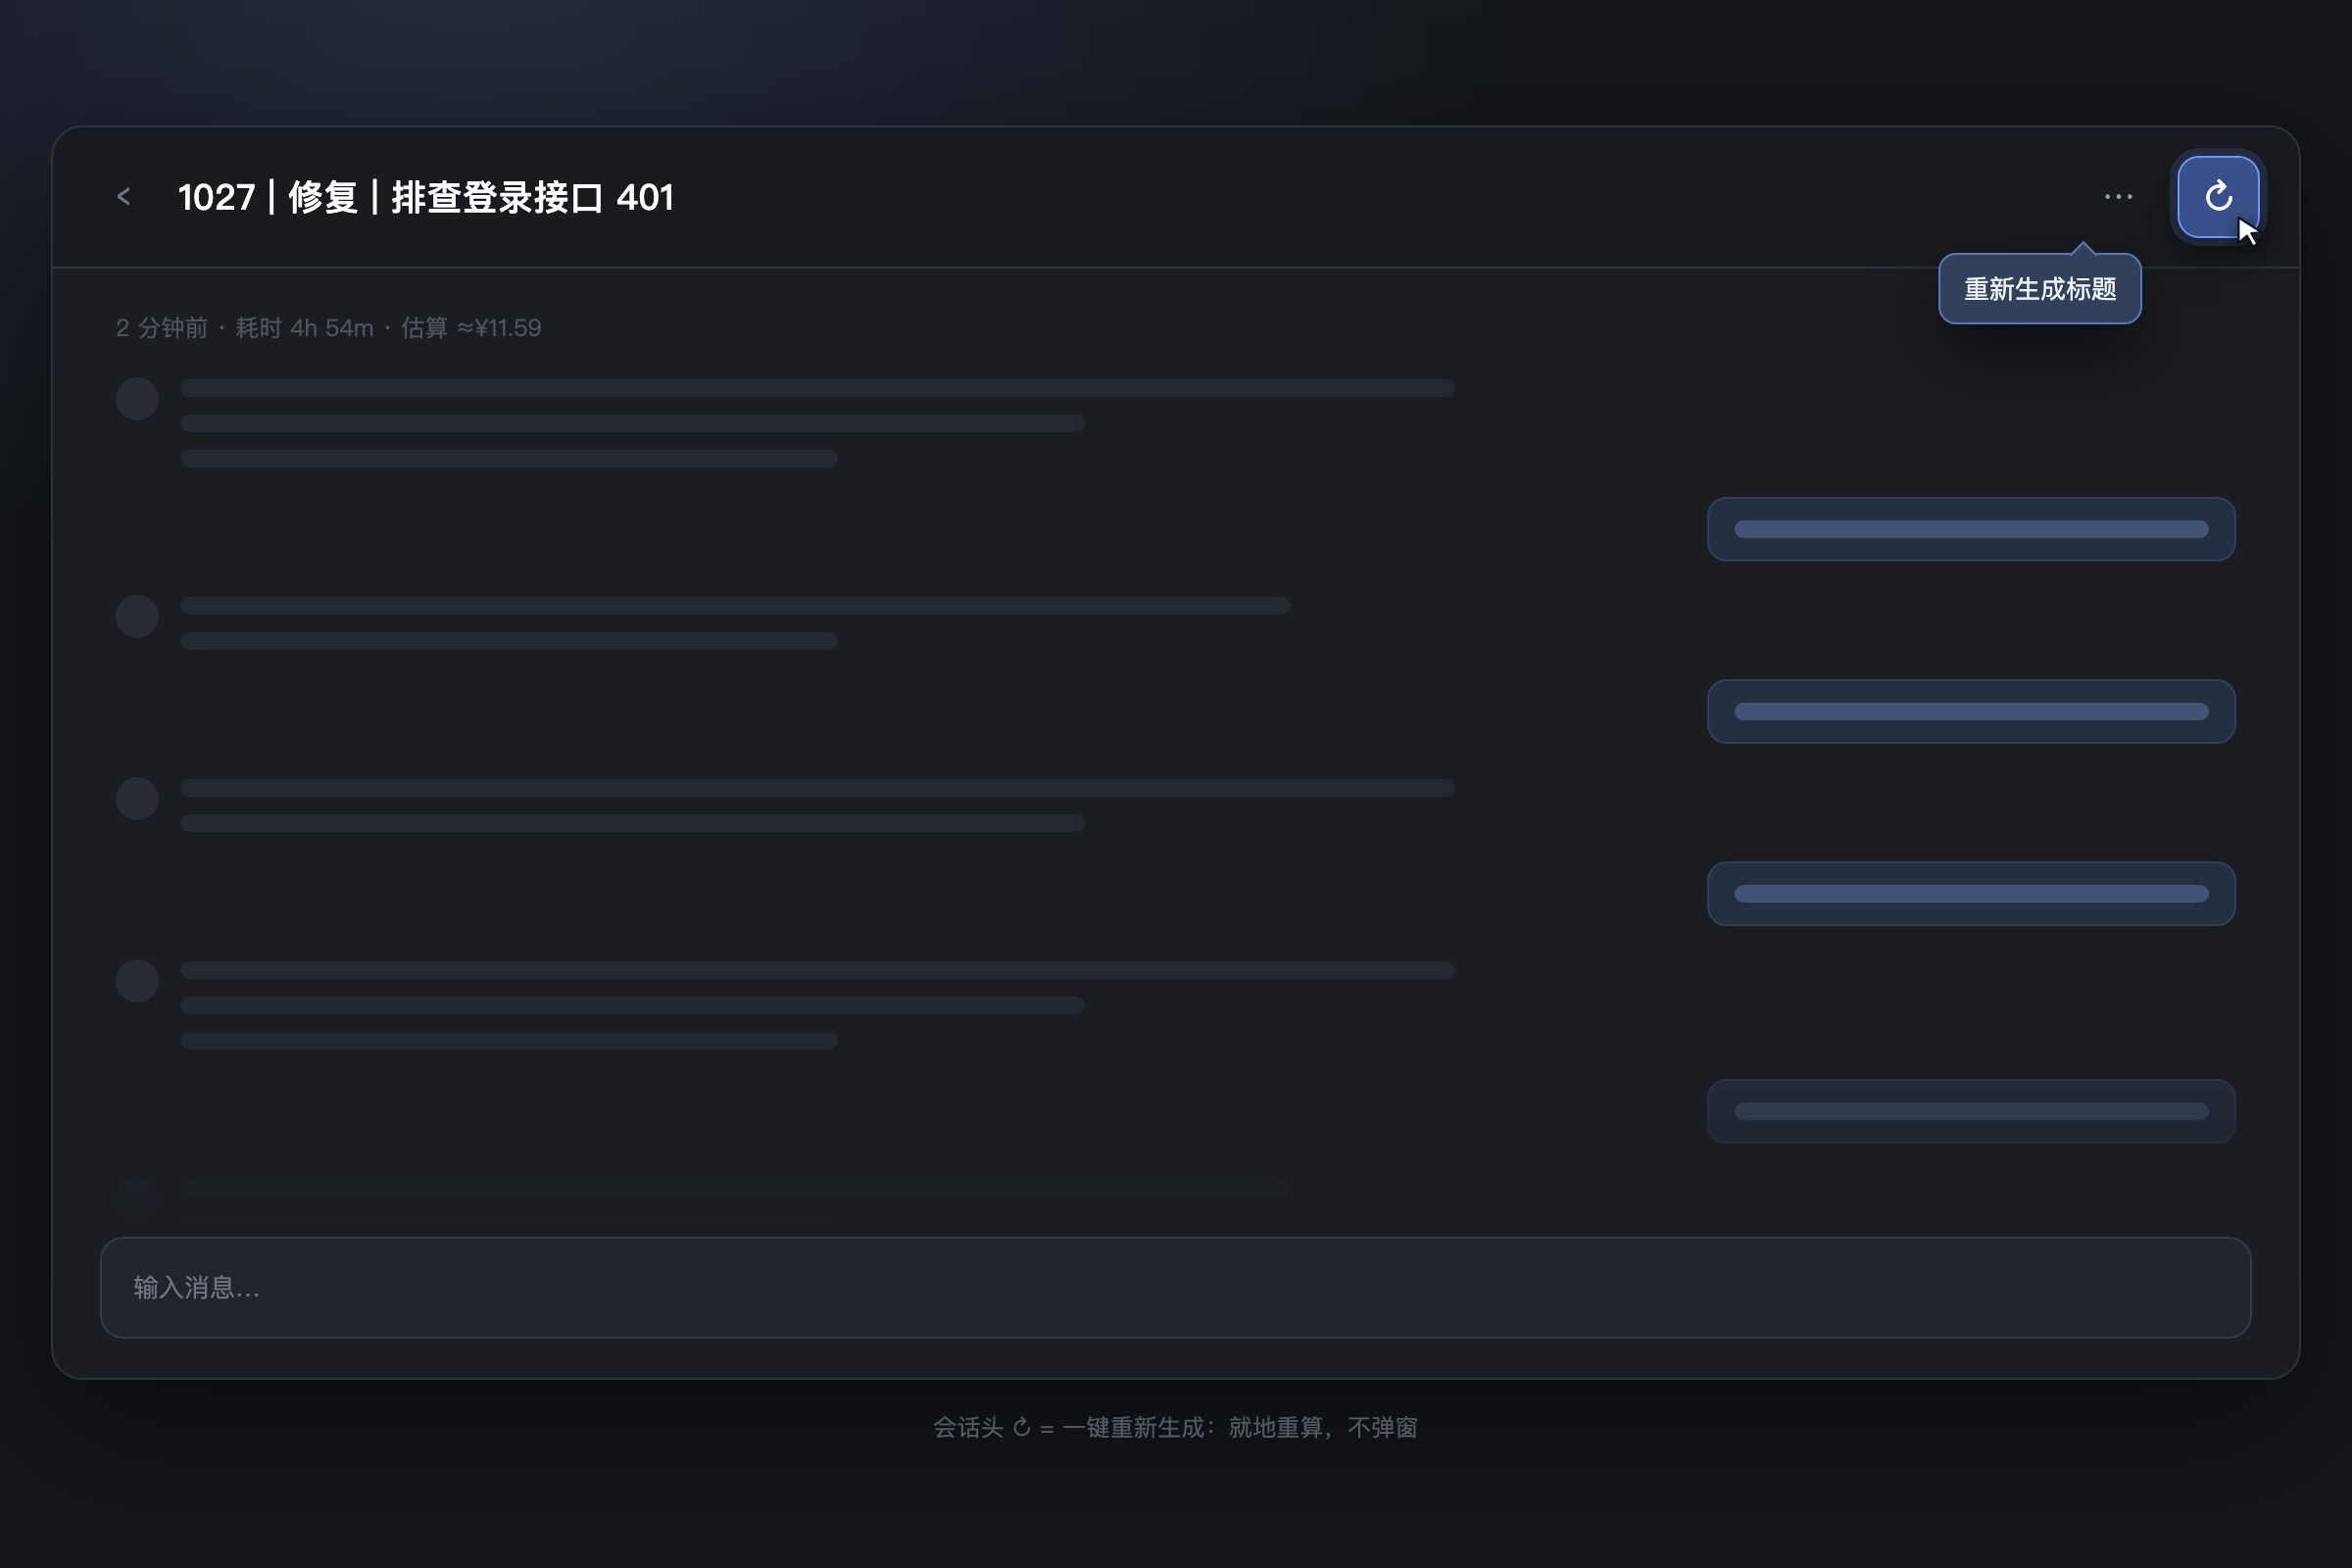 1027 | 修复 | 排查登录接口 401
重新生成标题
2 分钟前 · 耗时 4h 54m · 估算 ≈¥11.59
输入消息…
会话头 ↻ = 一键重新生成：就地重算，不弹窗